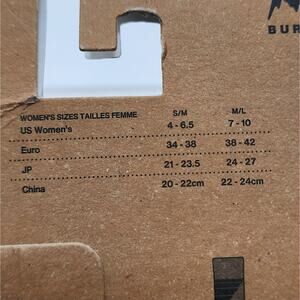 BUR
WOMEN'S SIZES TAILLES FEMME S/M M/L
US Women's 4 - 6.5 7 - 10
Euro 34 - 38 38 - 42
JP 21 - 23.5 24 - 27
China 20 - 22cm 22 - 24cm